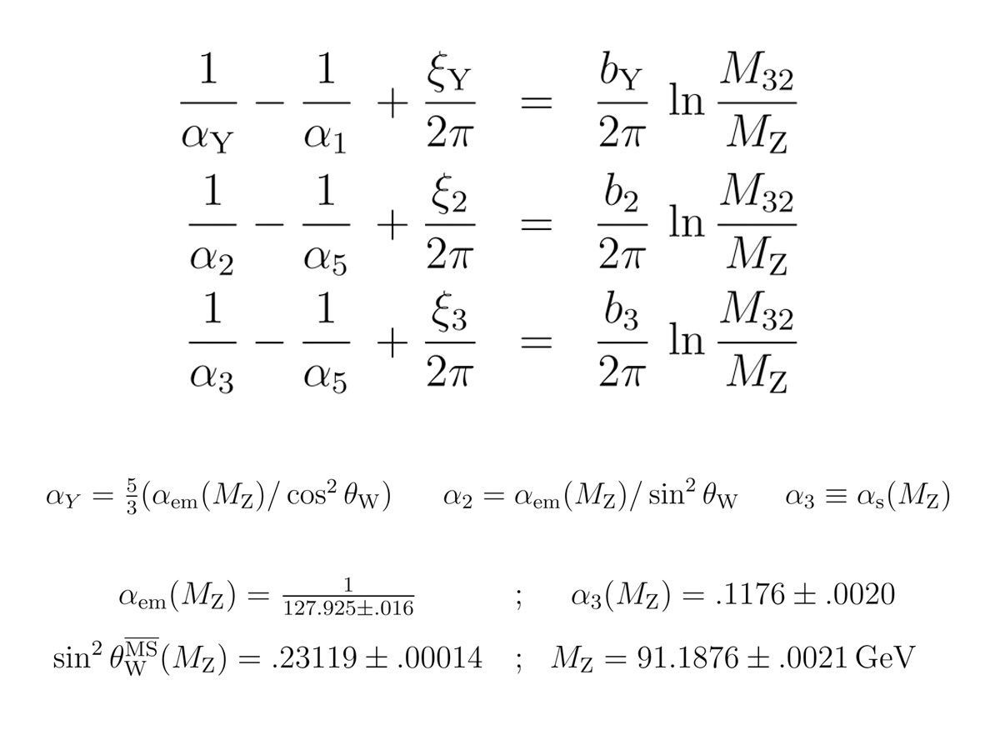 1/α_Y − 1/α_1 + ξ_Y/2π = b_Y/2π ln M_32/M_Z
1/α_2 − 1/α_5 + ξ_2/2π = b_2/2π ln M_32/M_Z
1/α_3 − 1/α_5 + ξ_3/2π = b_3/2π ln M_32/M_Z
α_Y = 5/3(α_em(M_Z)/ cos² θ_W) α_2 = α_em(M_Z)/ sin² θ_W α_3 ≡ α_s(M_Z)
α_em(M_Z) = 1/127.925±.016 ; α_3(M_Z) = .1176 ± .0020
sin² θ_W^{\overline{MS}}(M_Z) = .23119 ± .00014 ; M_Z = 91.1876 ± .0021 GeV